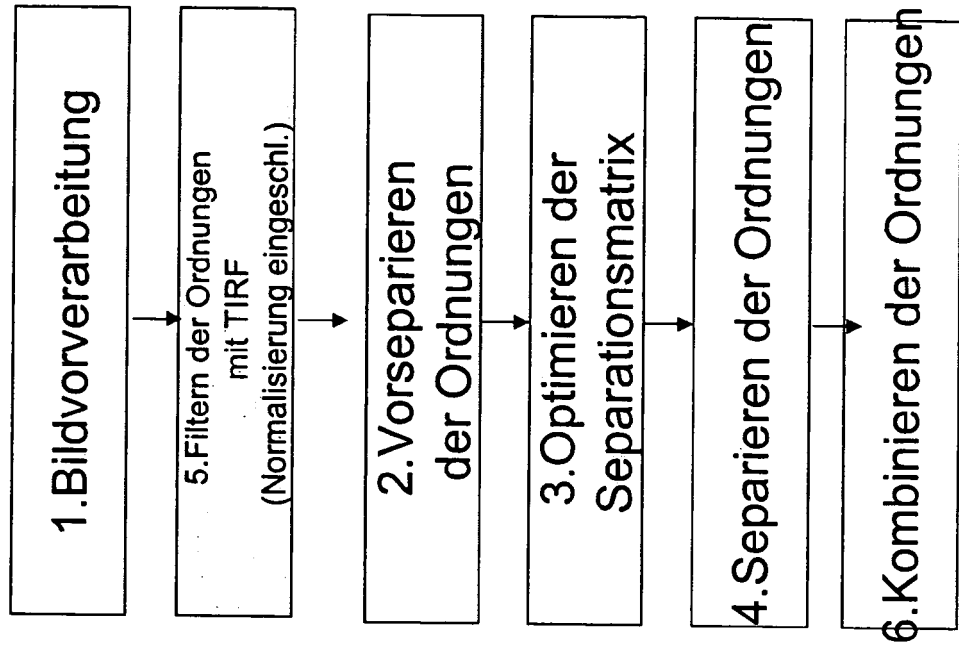 1.Bildvorverarbeitung
5.Filtern der Ordnungen
mit TIRF
(Normalisierung eingeschl.)
2.Vorseparieren
der Ordnungen
3.Optimieren der
Separationsmatrix
4.Separieren der Ordnungen
6.Kombinieren der Ordnungen